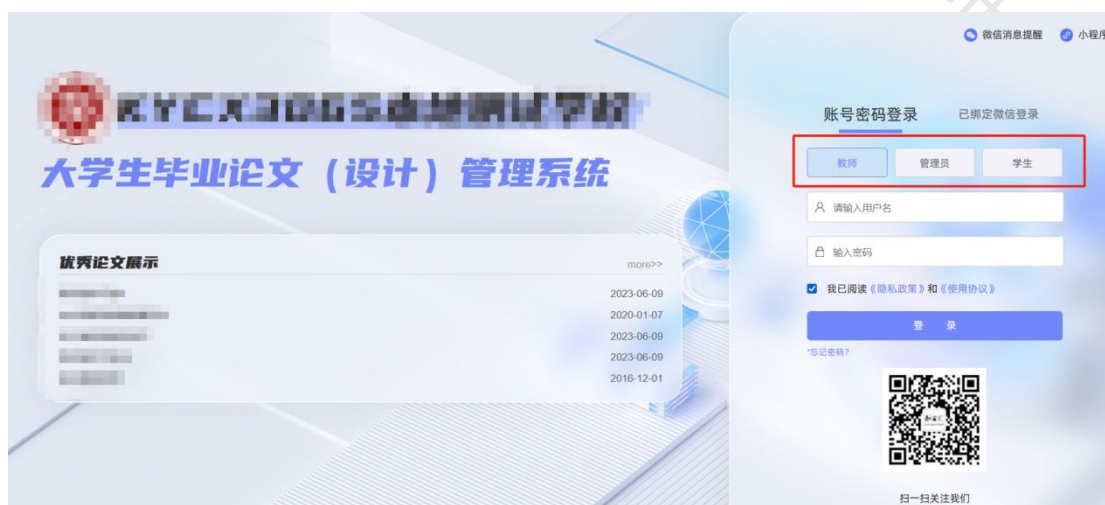 微信消息提醒 小程序
大学生毕业论文（设计）管理系统
优秀论文展示 more>>
2023-06-09
2020-01-07
2023-06-09
2023-06-09
2016-12-01
账号密码登录 已绑定微信登录
教师 管理员 学生
请输入用户名
输入密码
我已阅读《隐私政策》和《使用协议》
登 录
*忘记密码?
扫一扫关注我们